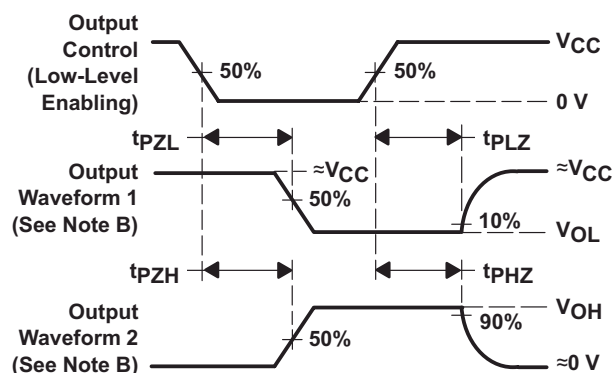 Output
Control
(Low-Level
Enabling)
50%
50%
VCC
0 V
tPZL
tPLZ
Output
Waveform 1
(See Note B)
≈VCC
50%
≈VCC
10%
VOL
tPZH
tPHZ
Output
Waveform 2
(See Note B)
50%
VOH
90%
≈0 V